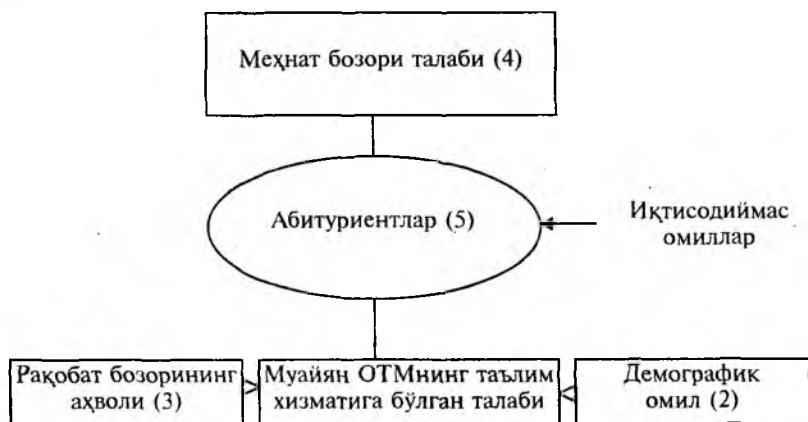 Меҳнат бозори талаби (4)
Абитуриентлар (5)
Иқтисодиймас
омиллар
Рақобат бозорининг
аҳволи (3)
Муайян ОТМнинг таълим
хизматига бўлган талаби
Демографик
омил (2)